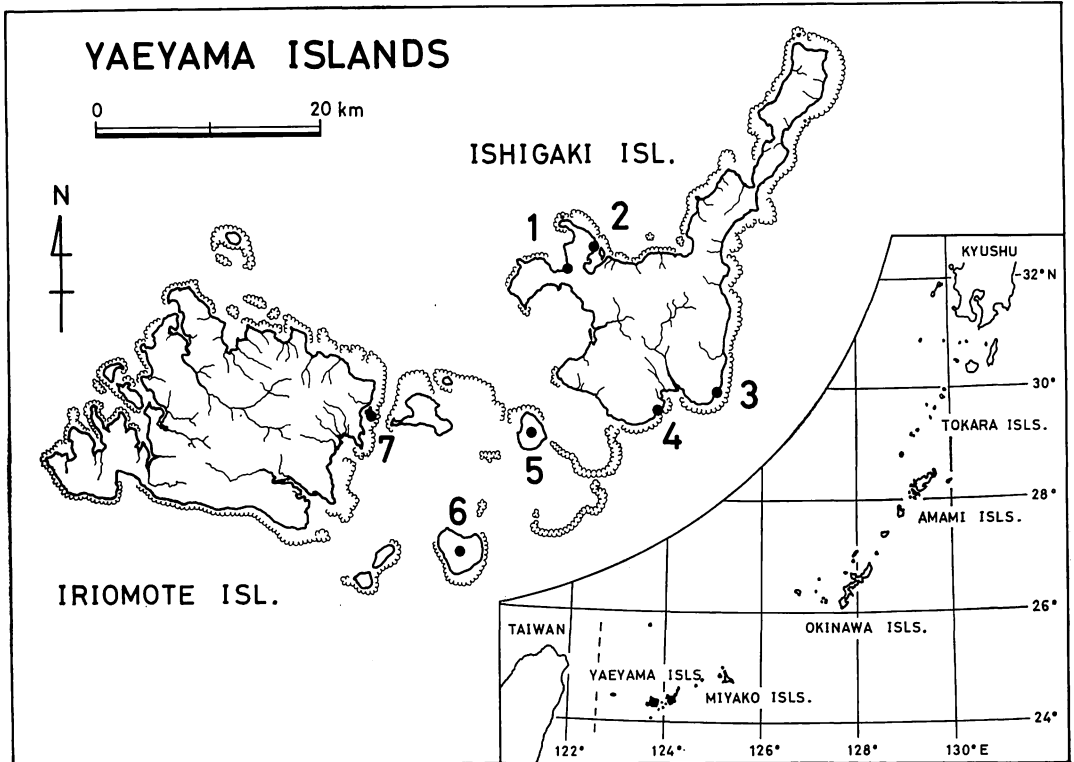 YAEYAMA ISLANDS
0 20 km
ISHIGAKI ISL.
N
1
2
3
4
5
6
7
IRIOMOTE ISL.
KYUSHU
32°N
30°
TOKARA ISLS.
28°
AMAMI ISLS.
26°
OKINAWA ISLS.
TAIWAN
YAEYAMA ISLS.
MIYAKO ISLS.
24°
122° 124° 126° 128° 130°E